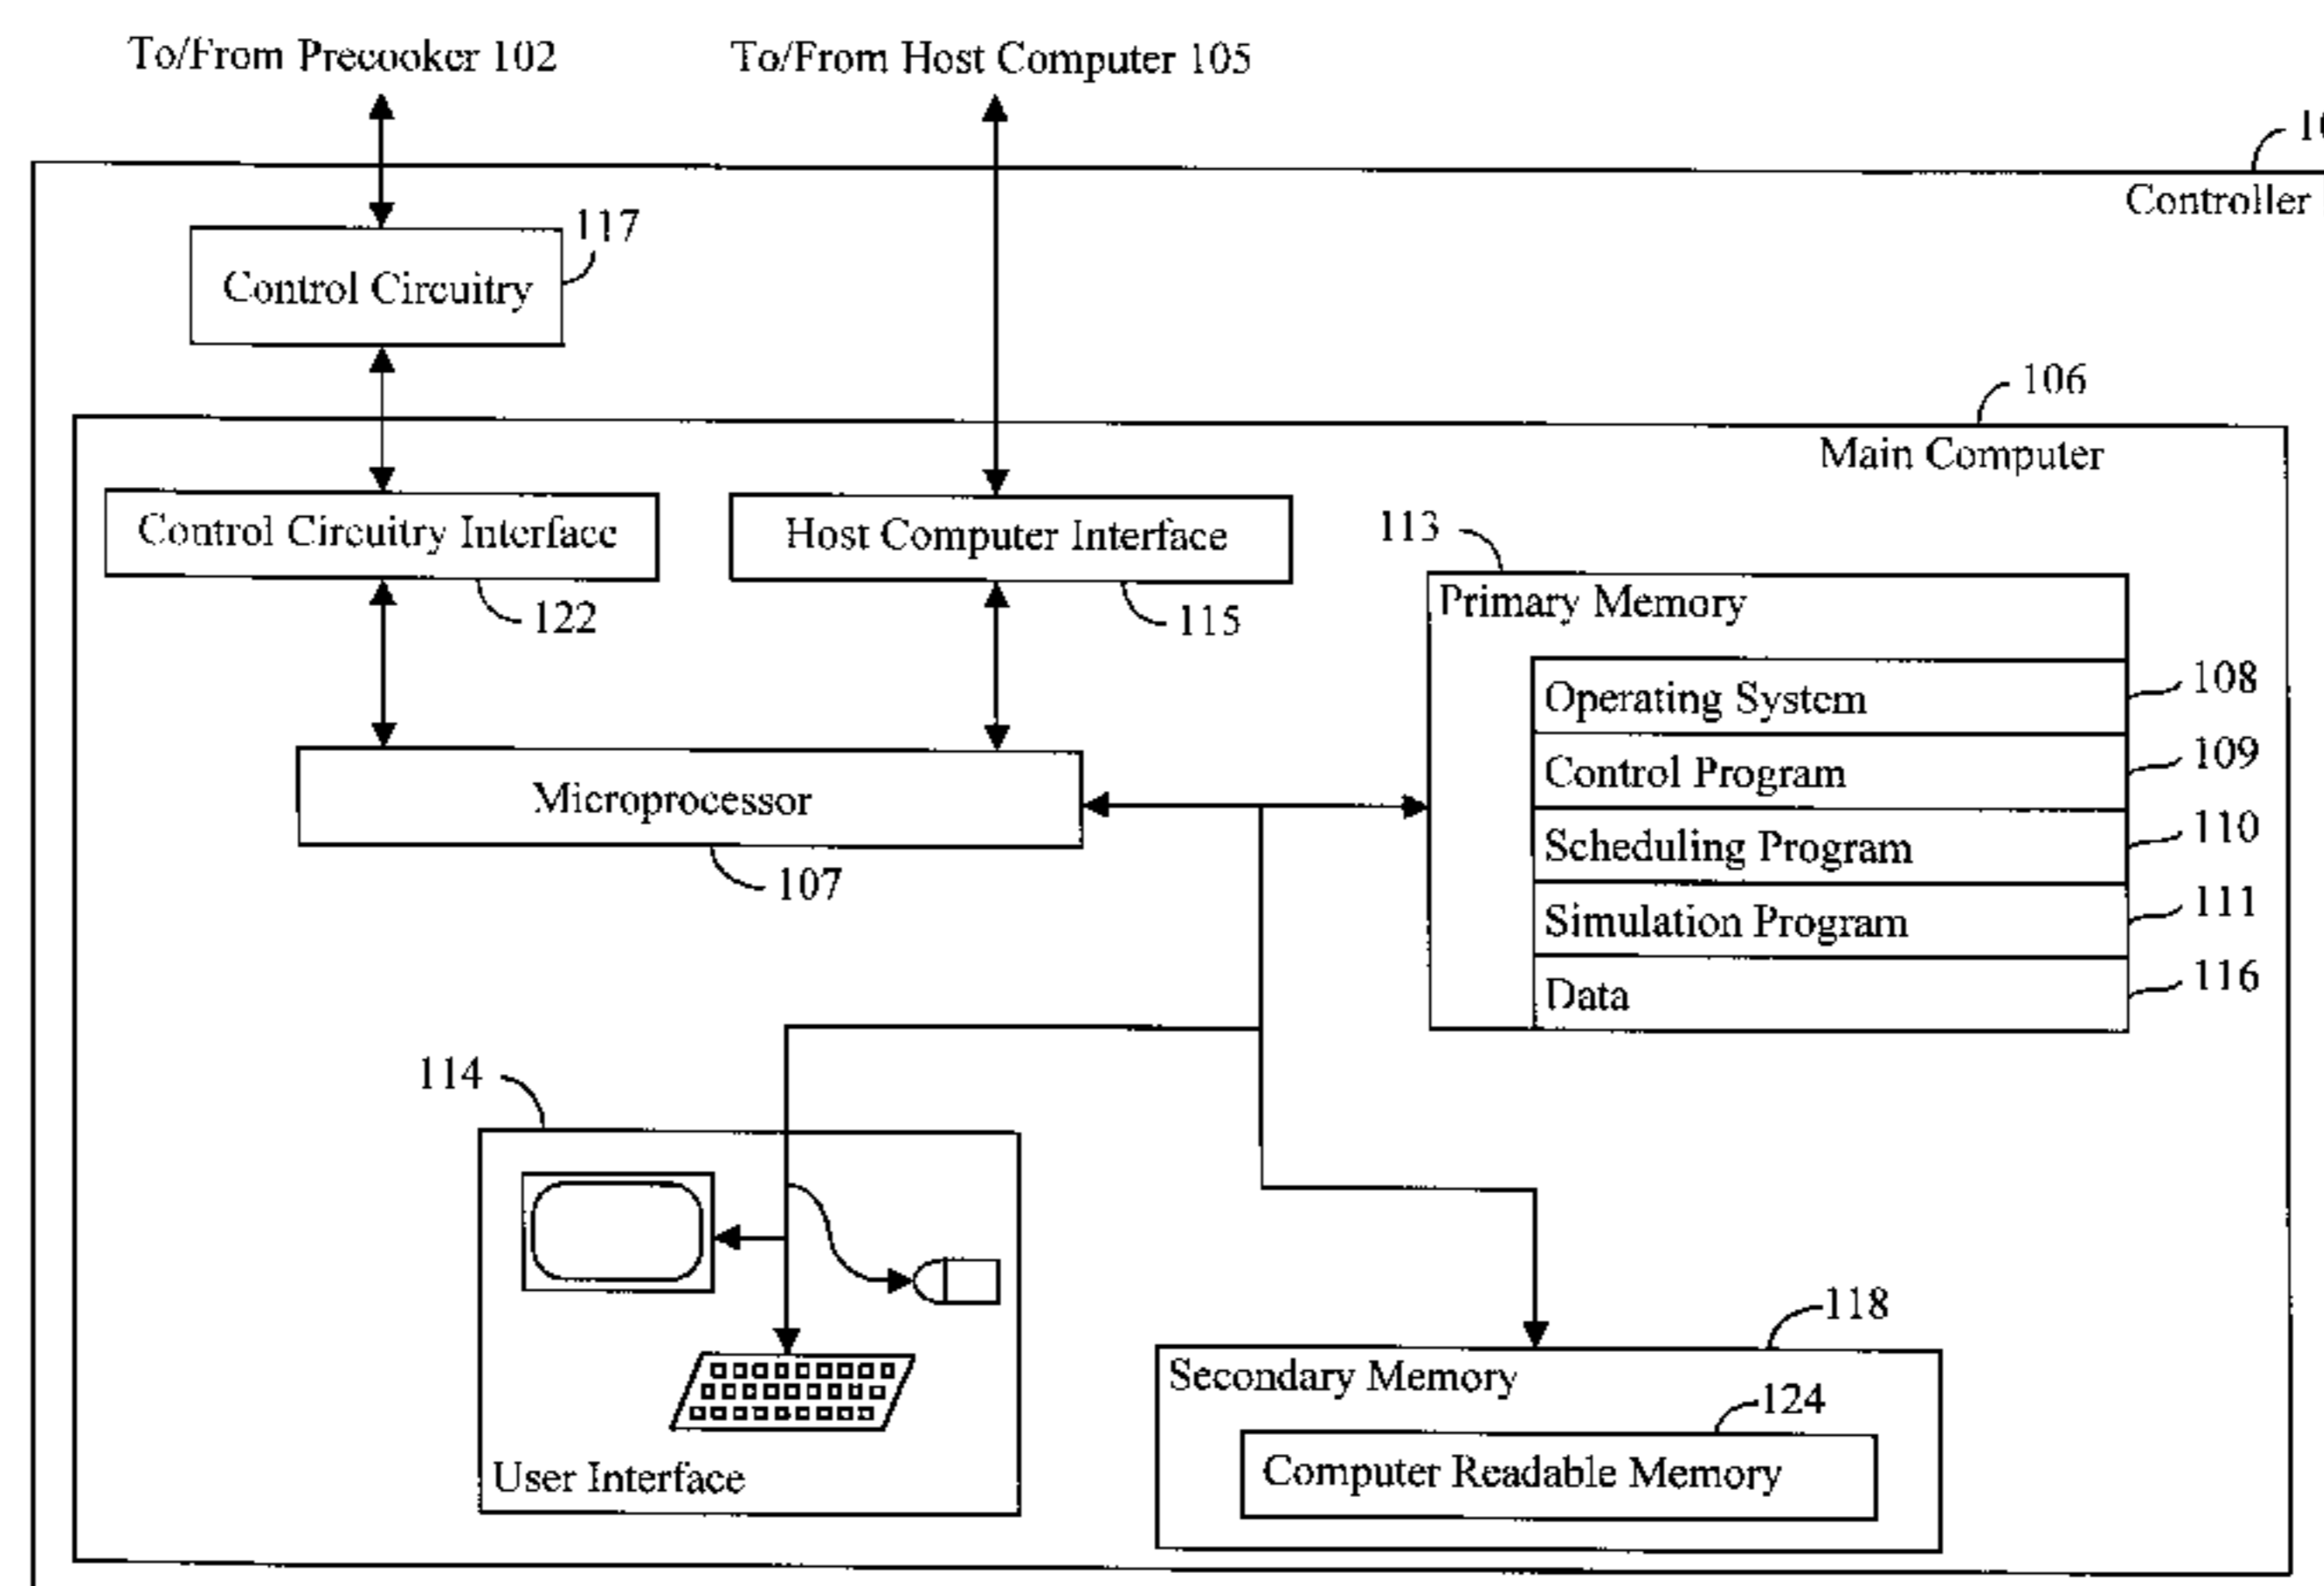 To/From Precooker 102
To/From Host Computer 105
Controller
117
Control Circuitry
106
Main Computer
Control Circuitry Interface
122
Host Computer Interface
115
113
Primary Memory
Operating System
108
Control Program
109
Scheduling Program
110
Simulation Program
111
Data
116
Microprocessor
107
114
User Interface
118
Secondary Memory
124
Computer Readable Memory